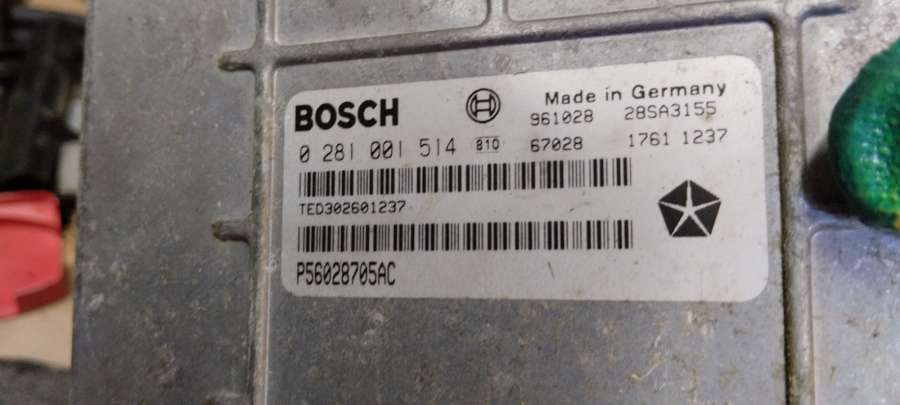 BOSCH Made in Germany
961028 28SA3155
0 281 001 514 810 67028 1761 1237
TED302601237
P56028705AC